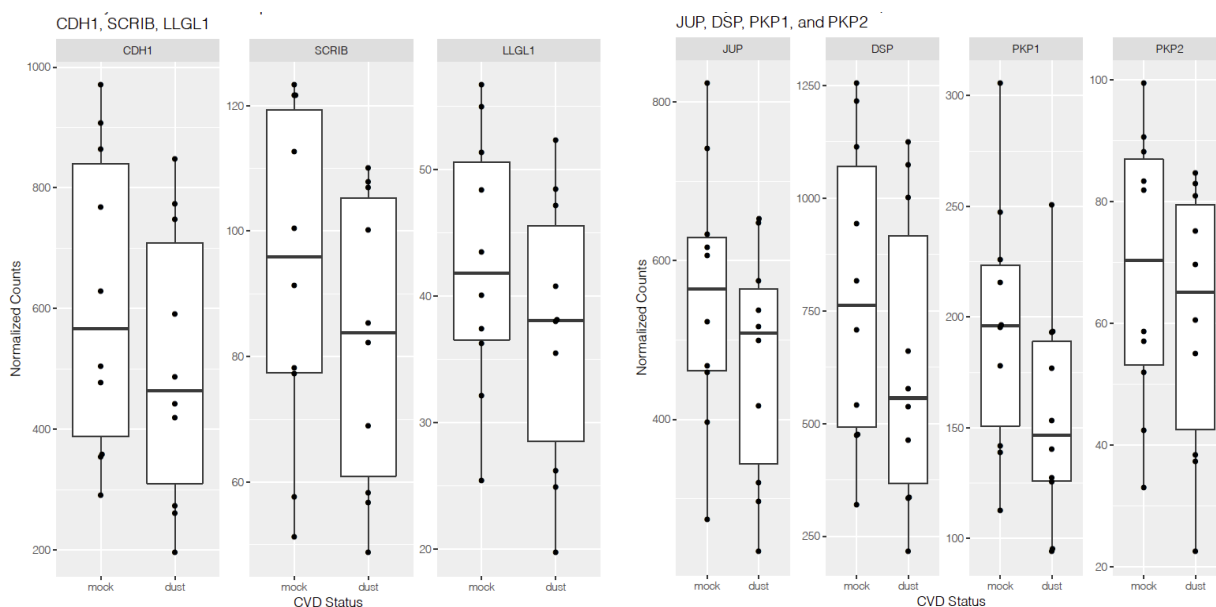 CDH1, SCRIB, LLGL1
CDH1
SCRIB
LLGL1
Normalized Counts
1000
800
600
400
200
120
100
80
60
50
40
30
20
mock
dust
mock
dust
mock
dust
CVD Status
JUP, DSP, PKP1, and PKP2
JUP
DSP
PKP1
PKP2
Normalized Counts
800
600
400
1250
1000
750
500
250
300
250
200
150
100
100
80
60
40
20
mock
dust
mock
dust
mock
dust
mock
dust
CVD Status